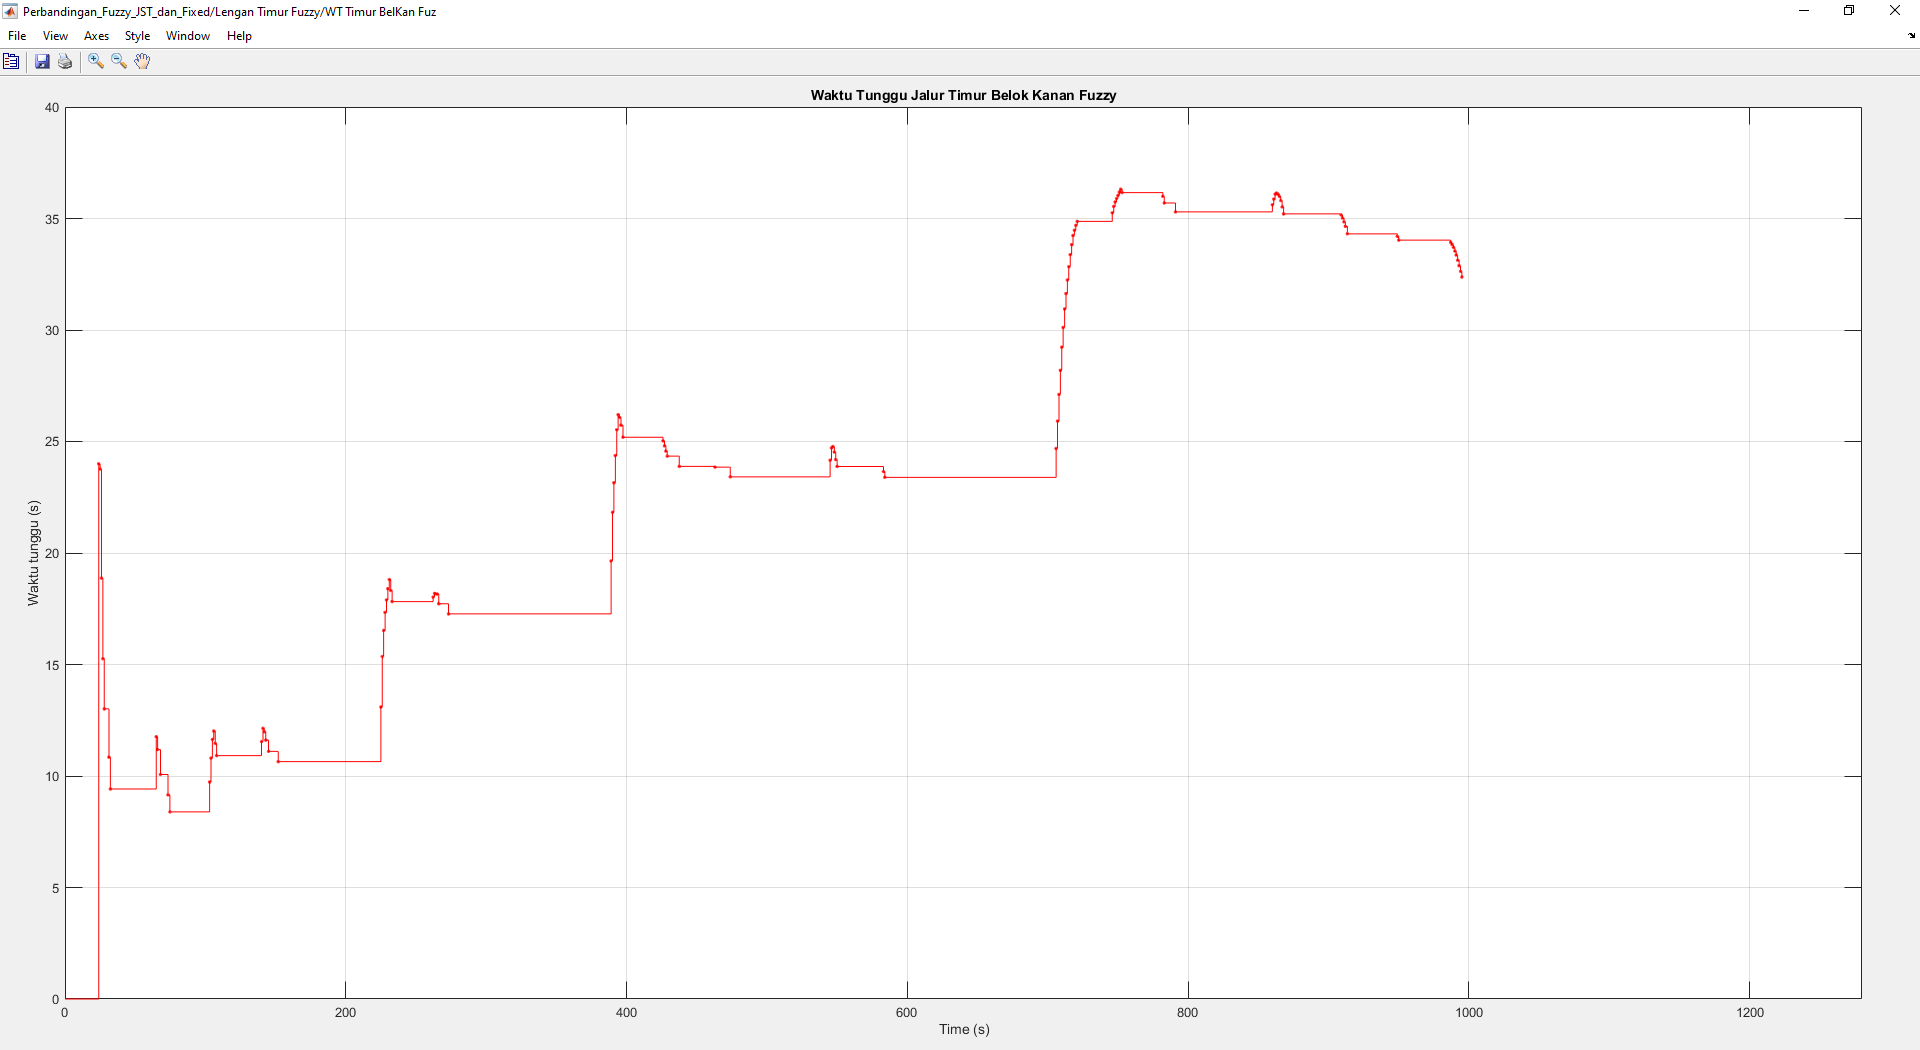 Perbandingan_Fuzzy_JST_dan_Fixed/Lengan Timur Fuzzy/WT Timur BelKan Fuz
File View Axes Style Window Help
Waktu Tunggu Jalur Timur Belok Kanan Fuzzy
40
35
30
25
20
15
10
5
0
Waktu tunggu (s)
0 200 400 600 800 1000 1200
Time (s)